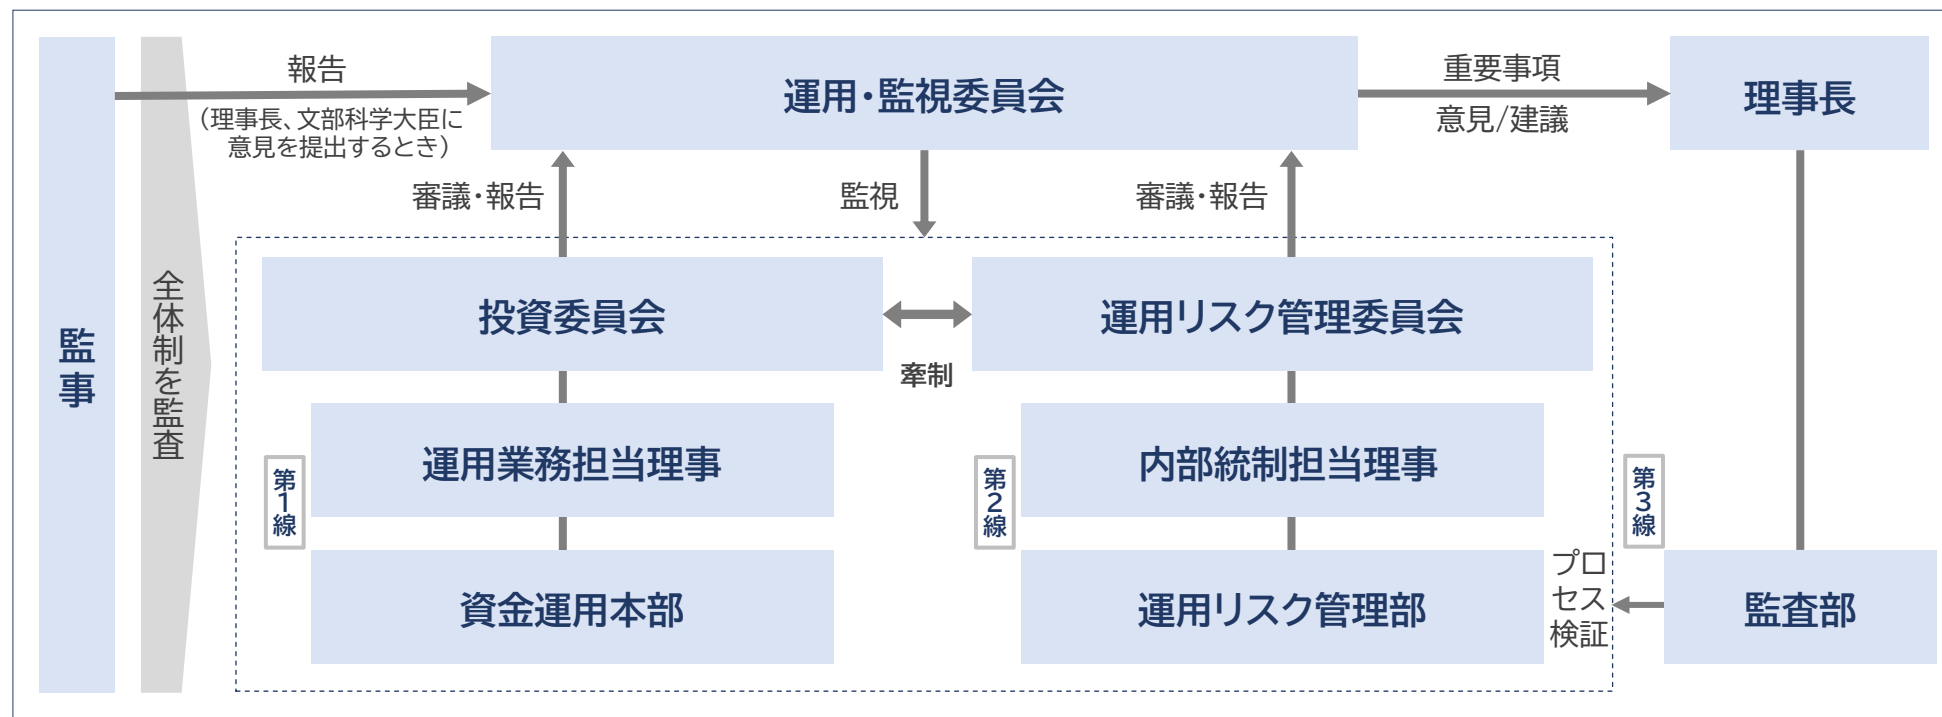 監事
全体制を監査
報告
（理事長、文部科学大臣に
意見を提出するとき）
運用・監視委員会
重要事項
意見/建議
理事長
審議・報告
監視
審議・報告
投資委員会
牽制
運用リスク管理委員会
第1線
運用業務担当理事
資金運用本部
第2線
内部統制担当理事
運用リスク管理部
第3線
プロ
セス
検証
監査部